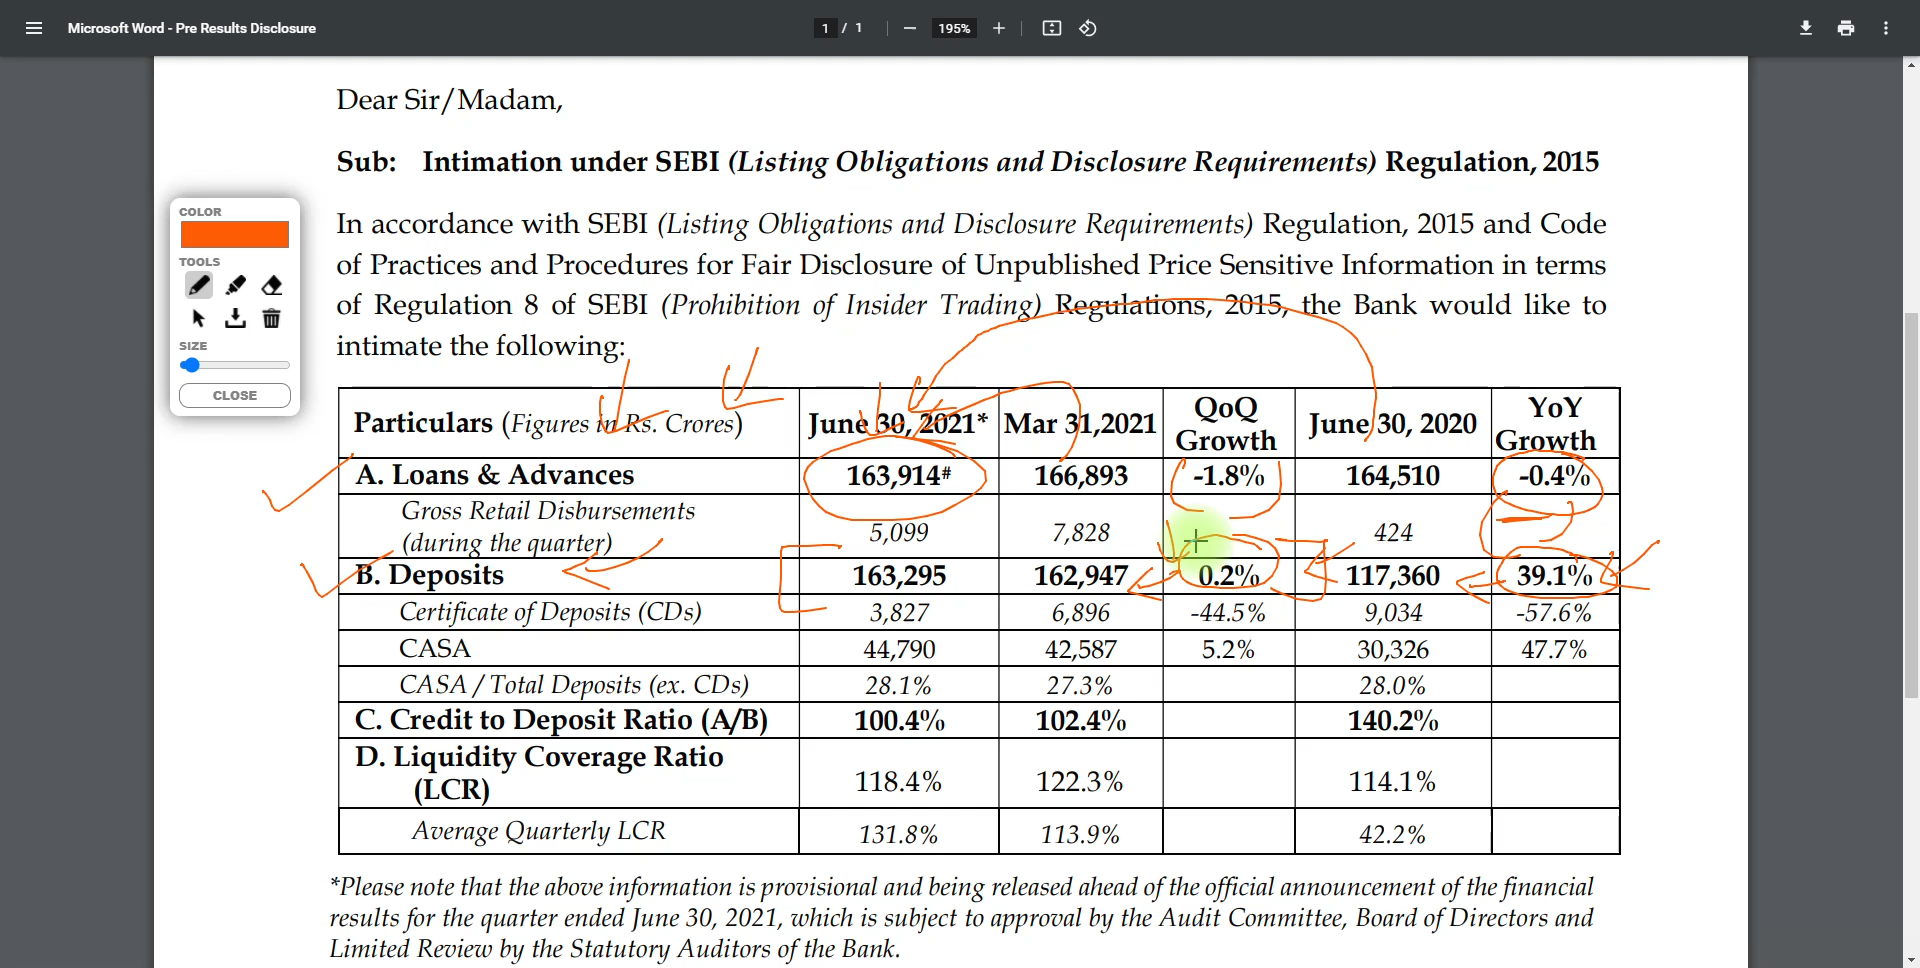 Microsoft Word - Pre Results Disclosure
1 / 1
195%
Dear Sir/Madam,
Sub: Intimation under SEBI (Listing Obligations and Disclosure Requirements) Regulation, 2015
COLOR
TOOLS
SIZE
CLOSE
In accordance with SEBI (Listing Obligations and Disclosure Requirements) Regulation, 2015 and Code
of Practices and Procedures for Fair Disclosure of Unpublished Price Sensitive Information in terms
of Regulation 8 of SEBI (Prohibition of Insider Trading) Regulations, 2015, the Bank would like to
intimate the following:
Particulars (Figures in Rs. Crores) June 30, 2021* Mar 31,2021 QoQ Growth June 30, 2020 YoY Growth
A. Loans & Advances 163,914# 166,893 -1.8% 164,510 -0.4%
Gross Retail Disbursements
(during the quarter) 5,099 7,828 424
B. Deposits 163,295 162,947 0.2% 117,360 39.1%
Certificate of Deposits (CDs) 3,827 6,896 -44.5% 9,034 -57.6%
CASA 44,790 42,587 5.2% 30,326 47.7%
CASA / Total Deposits (ex. CDs) 28.1% 27.3% 28.0%
C. Credit to Deposit Ratio (A/B) 100.4% 102.4% 140.2%
D. Liquidity Coverage Ratio
(LCR) 118.4% 122.3% 114.1%
Average Quarterly LCR 131.8% 113.9% 42.2%
*Please note that the above information is provisional and being released ahead of the official announcement of the financial
results for the quarter ended June 30, 2021, which is subject to approval by the Audit Committee, Board of Directors and
Limited Review by the Statutory Auditors of the Bank.